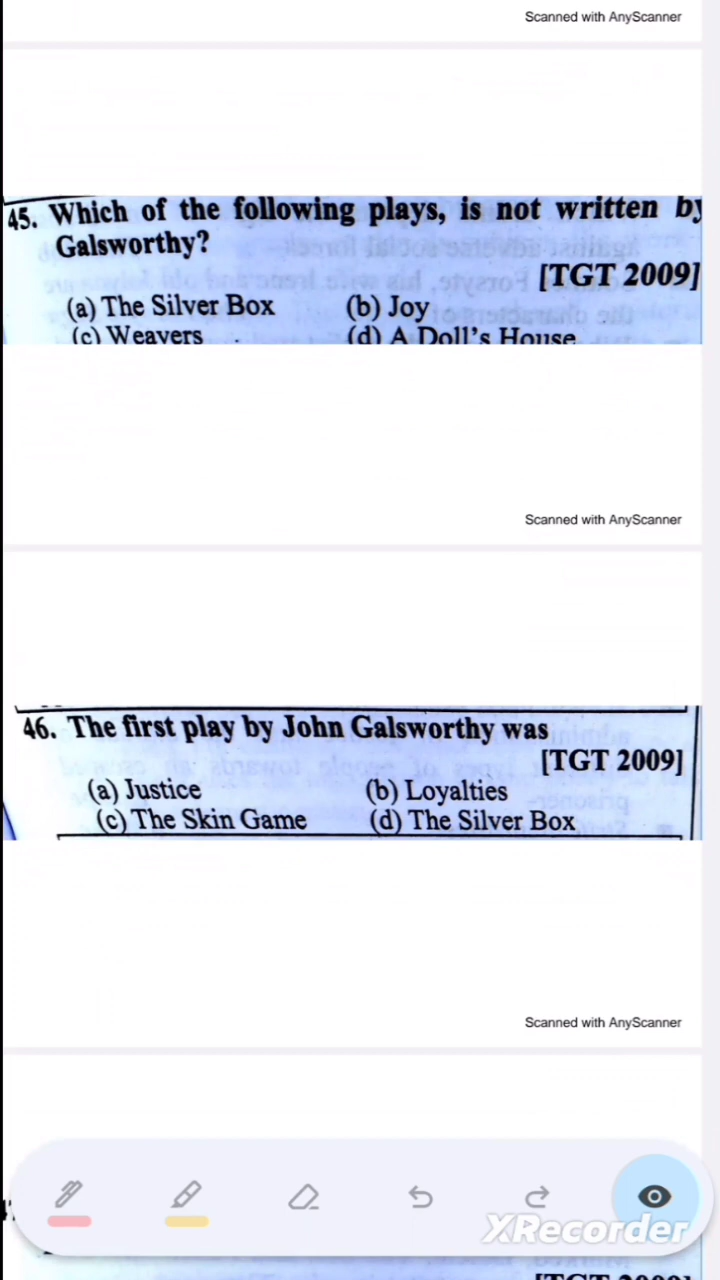 Scanned with AnyScanner
45. Which of the following plays, is not written by
Galsworthy?
[TGT 2009]
(a) The Silver Box (b) Joy
(c) Weavers (d) A Doll's House
Scanned with AnyScanner
46. The first play by John Galsworthy was
[TGT 2009]
(a) Justice (b) Loyalties
(c) The Skin Game (d) The Silver Box
Scanned with AnyScanner
XRecorder